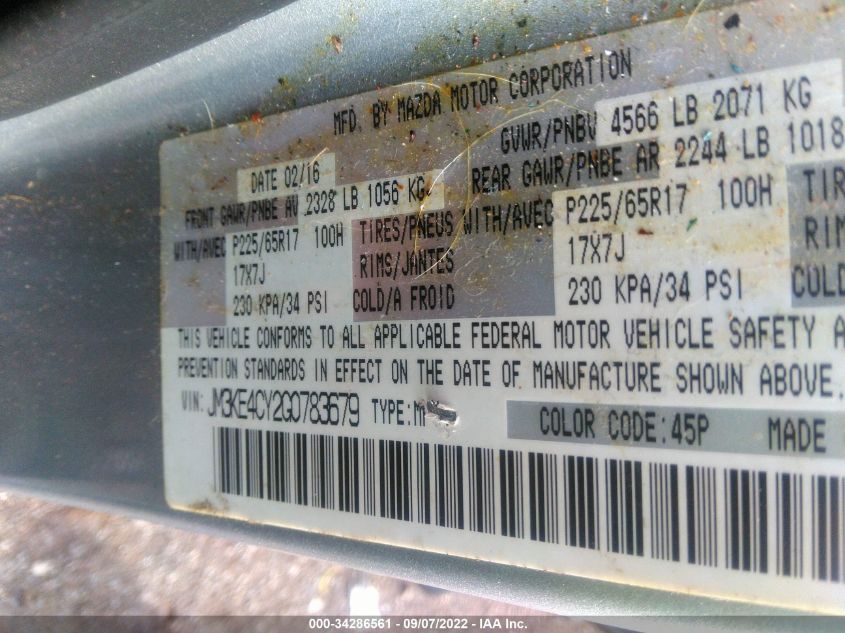 MFD. BY MAZDA MOTOR CORPORATION
DATE 02/16 GVWR/PNBV 4566 LB 2071 KG
FRONT GAWR/PNBE AV 2328 LB 1056 KG REAR GAWR/PNBE AR 2244 LB 1018
WITH/AVEC P225/65R17 100H TIRES/PNEUS WITH/AVEC P225/65R17 100H TIR
17X7J RIMS/JANTES 17X7J RIM
230 KPA/34 PSI COLD/A FROID 230 KPA/34 PSI COLD
THIS VEHICLE CONFORMS TO ALL APPLICABLE FEDERAL MOTOR VEHICLE SAFETY A
PREVENTION STANDARDS IN EFFECT ON THE DATE OF MANUFACTURE SHOWN ABOVE.
VIN: JM3KE4CY2G0783679 TYPE:M COLOR CODE:45P MADE
000-34286561 - 09/07/2022 - IAA Inc.